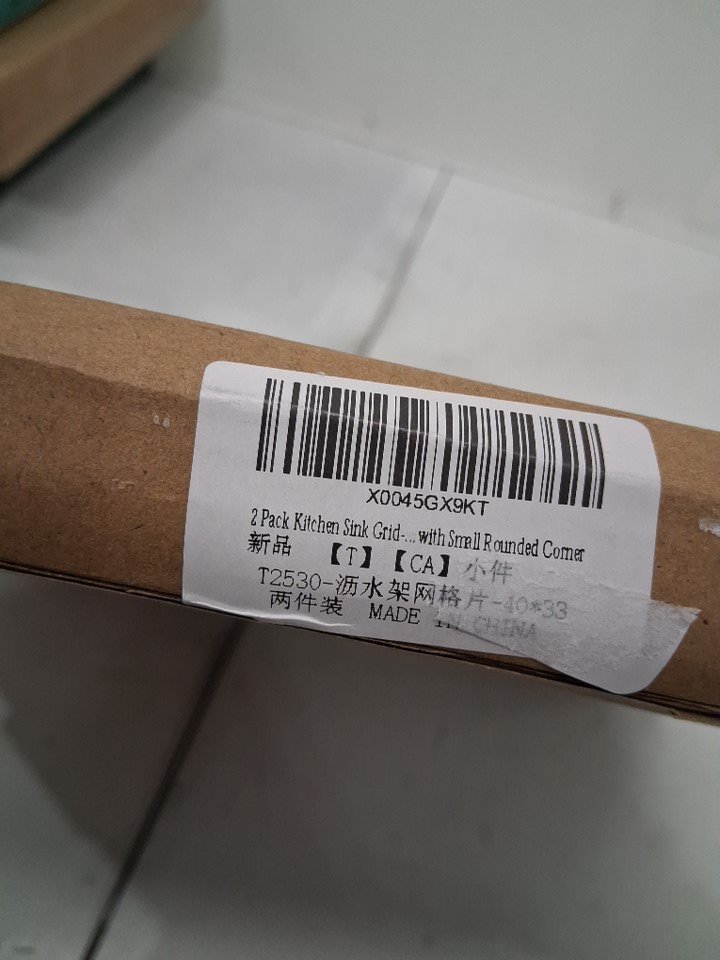 X0045GX9KT
2 Pack Kitchen Sink Grid-...with Small Rounded Corner
新品 【T】【CA】小件
T2530-沥水架网格片-40*33
两件装 MADE IN CHINA